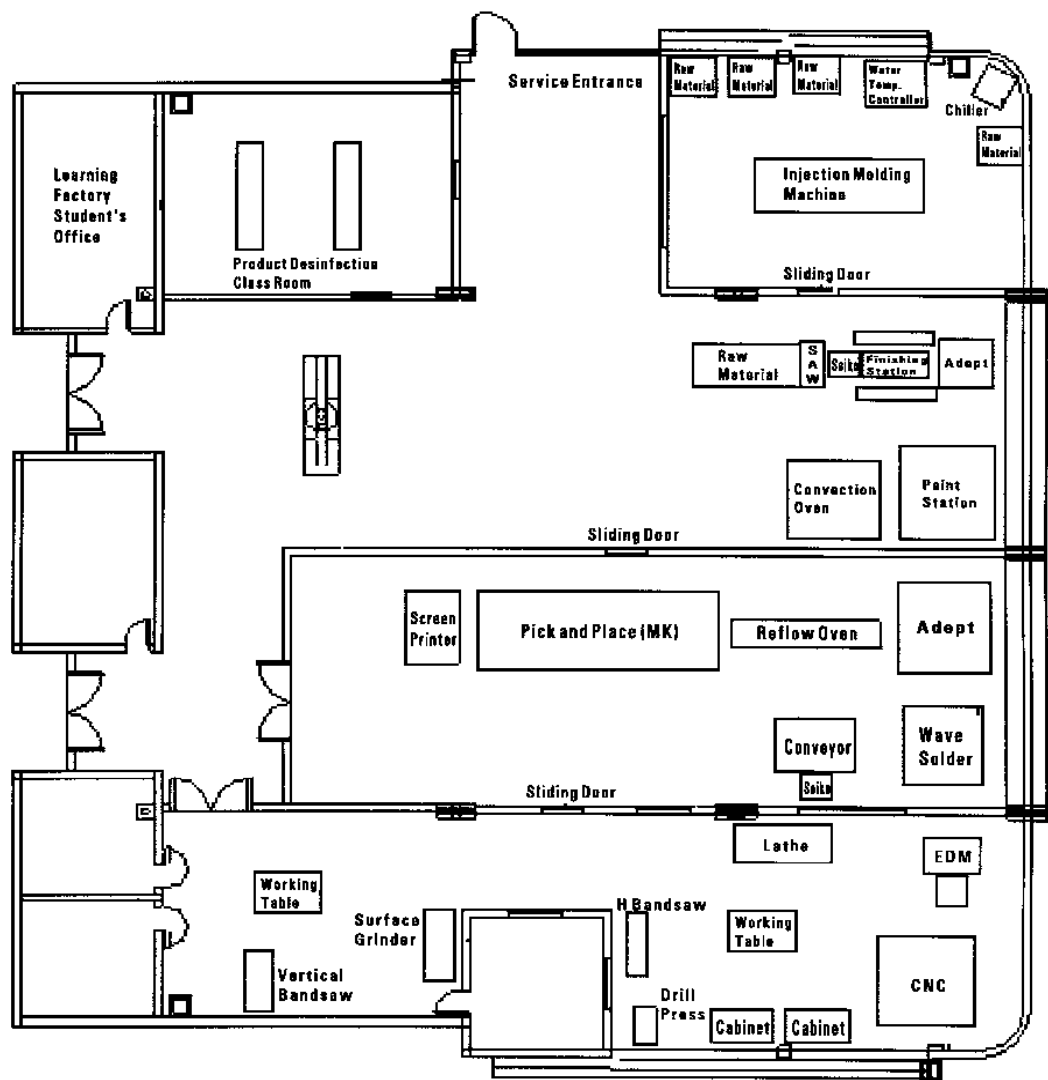 Service Entrance
Raw
Material
Raw
Material
Raw
Material
Water
Temp.
Controller
Chiller
Raw
Material
Learning
Factory
Student's
Office
Injection Molding
Machine
Product Desinfection
Class Room
Sliding Door
Raw
Material
SAW
Seiko
Finishing
Station
Adept
Convection
Oven
Paint
Station
Sliding Door
Screen
Printer
Pick and Place (MK)
Reflow Oven
Adept
Conveyor
Seiko
Wave
Solder
Sliding Door
Lathe
EDM
Working
Table
Surface
Grinder
H Bandsaw
Working
Table
Vertical
Bandsaw
Drill
Press
Cabinet
Cabinet
CNC